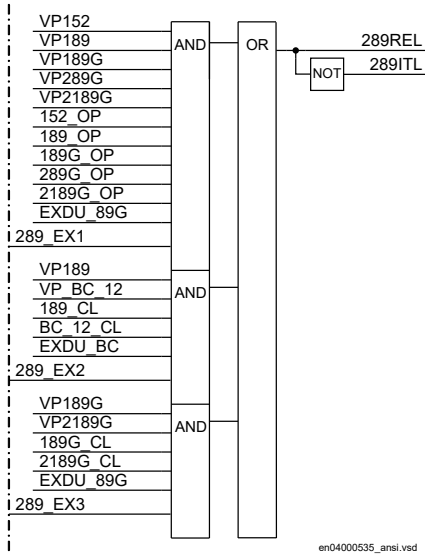 VP152
VP189
VP189G
VP289G
VP2189G
152_OP
189_OP
189G_OP
289G_OP
2189G_OP
EXDU_89G
289_EX1
AND
OR
289REL
NOT
289ITL
VP189
VP_BC_12
189_CL
BC_12_CL
EXDU_BC
289_EX2
AND
VP189G
VP2189G
189G_CL
2189G_CL
EXDU_89G
289_EX3
AND
en04000535_ansi.vsd